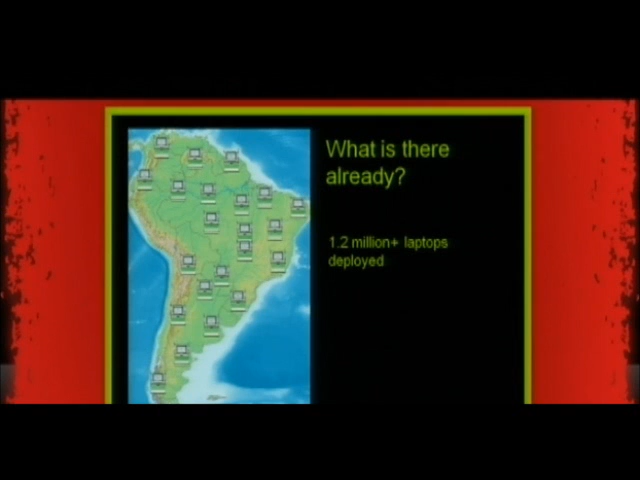 What is there
already?
1.2 million+ laptops
deployed